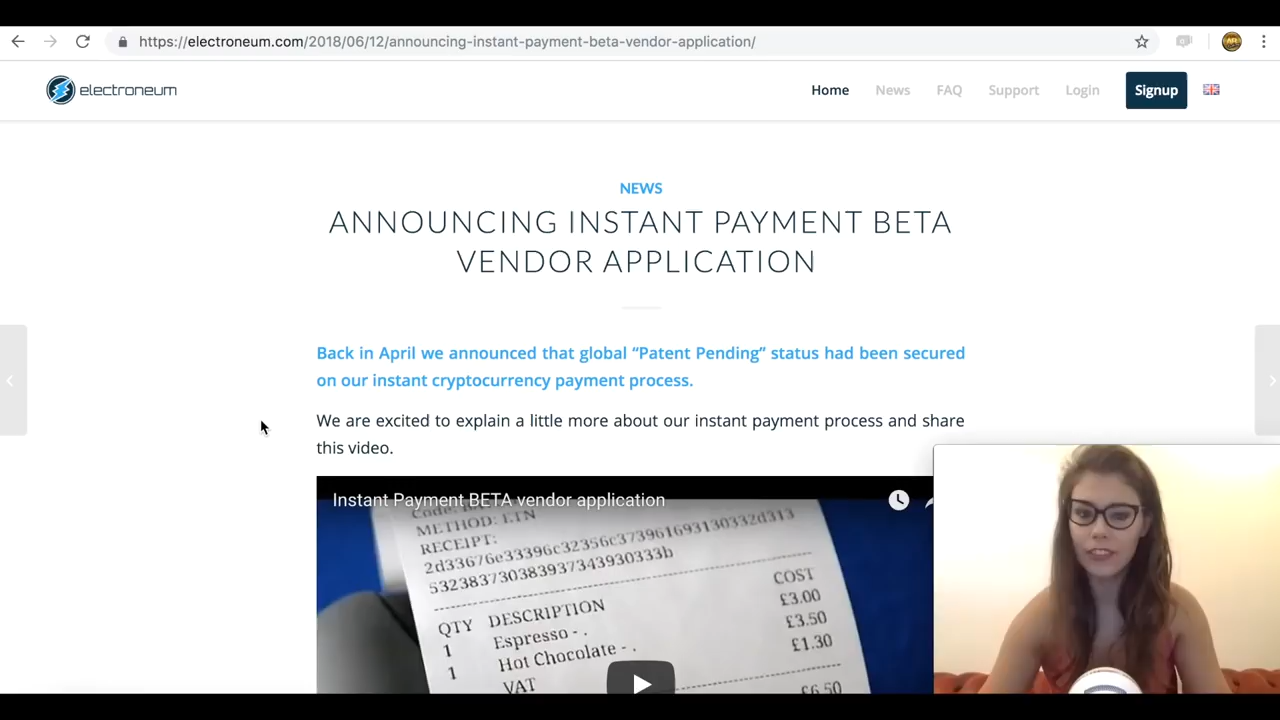 https://electroneum.com/2018/06/12/announcing-instant-payment-beta-vendor-application/
electroneum
Home News FAQ Support Login Signup
NEWS
ANNOUNCING INSTANT PAYMENT BETA
VENDOR APPLICATION
Back in April we announced that global “Patent Pending” status had been secured
on our instant cryptocurrency payment process.
We are excited to explain a little more about our instant payment process and share
this video.
Instant Payment BETA vendor application
METHOD: ETN
RECEIPT:
QTY DESCRIPTION COST
1 Espresso - . £3.00
1 Hot Chocolate - . £3.50
VAT £1.30
£6.50